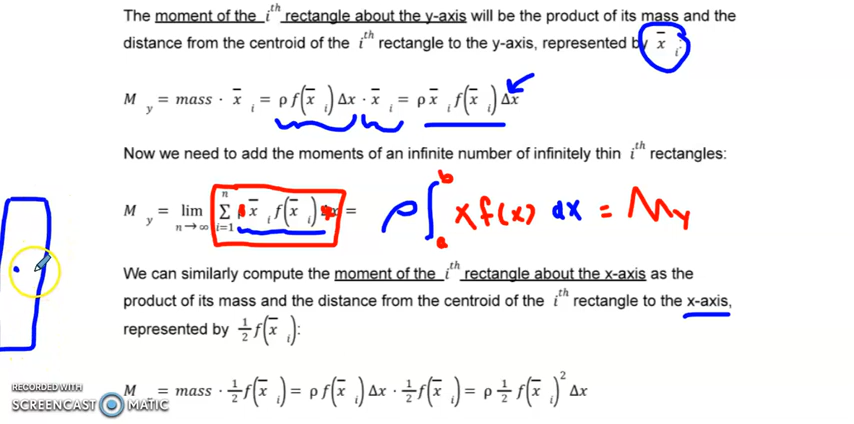 The moment of the i^th rectangle about the y-axis will be the product of its mass and the
distance from the centroid of the i^th rectangle to the y-axis, represented by x̄_i
M_y = mass · x̄_i = ρ f(x̄_i) Δx · x̄_i = ρ x̄_i f(x̄_i) Δx
Now we need to add the moments of an infinite number of infinitely thin i^th rectangles:
M_y = lim_{n→∞} Σ_{i=1}^{n} ρ x̄_i f(x̄_i) Δx = ρ ∫_a^b x f(x) dx = My
We can similarly compute the moment of the i^th rectangle about the x-axis as the
product of its mass and the distance from the centroid of the i^th rectangle to the x-axis,
represented by ½ f(x̄_i):
M = mass · ½ f(x̄_i) = ρ f(x̄_i) Δx · ½ f(x̄_i) = ρ ½ f(x̄_i)² Δx
RECORDED WITH
SCREENCAST O MATIC